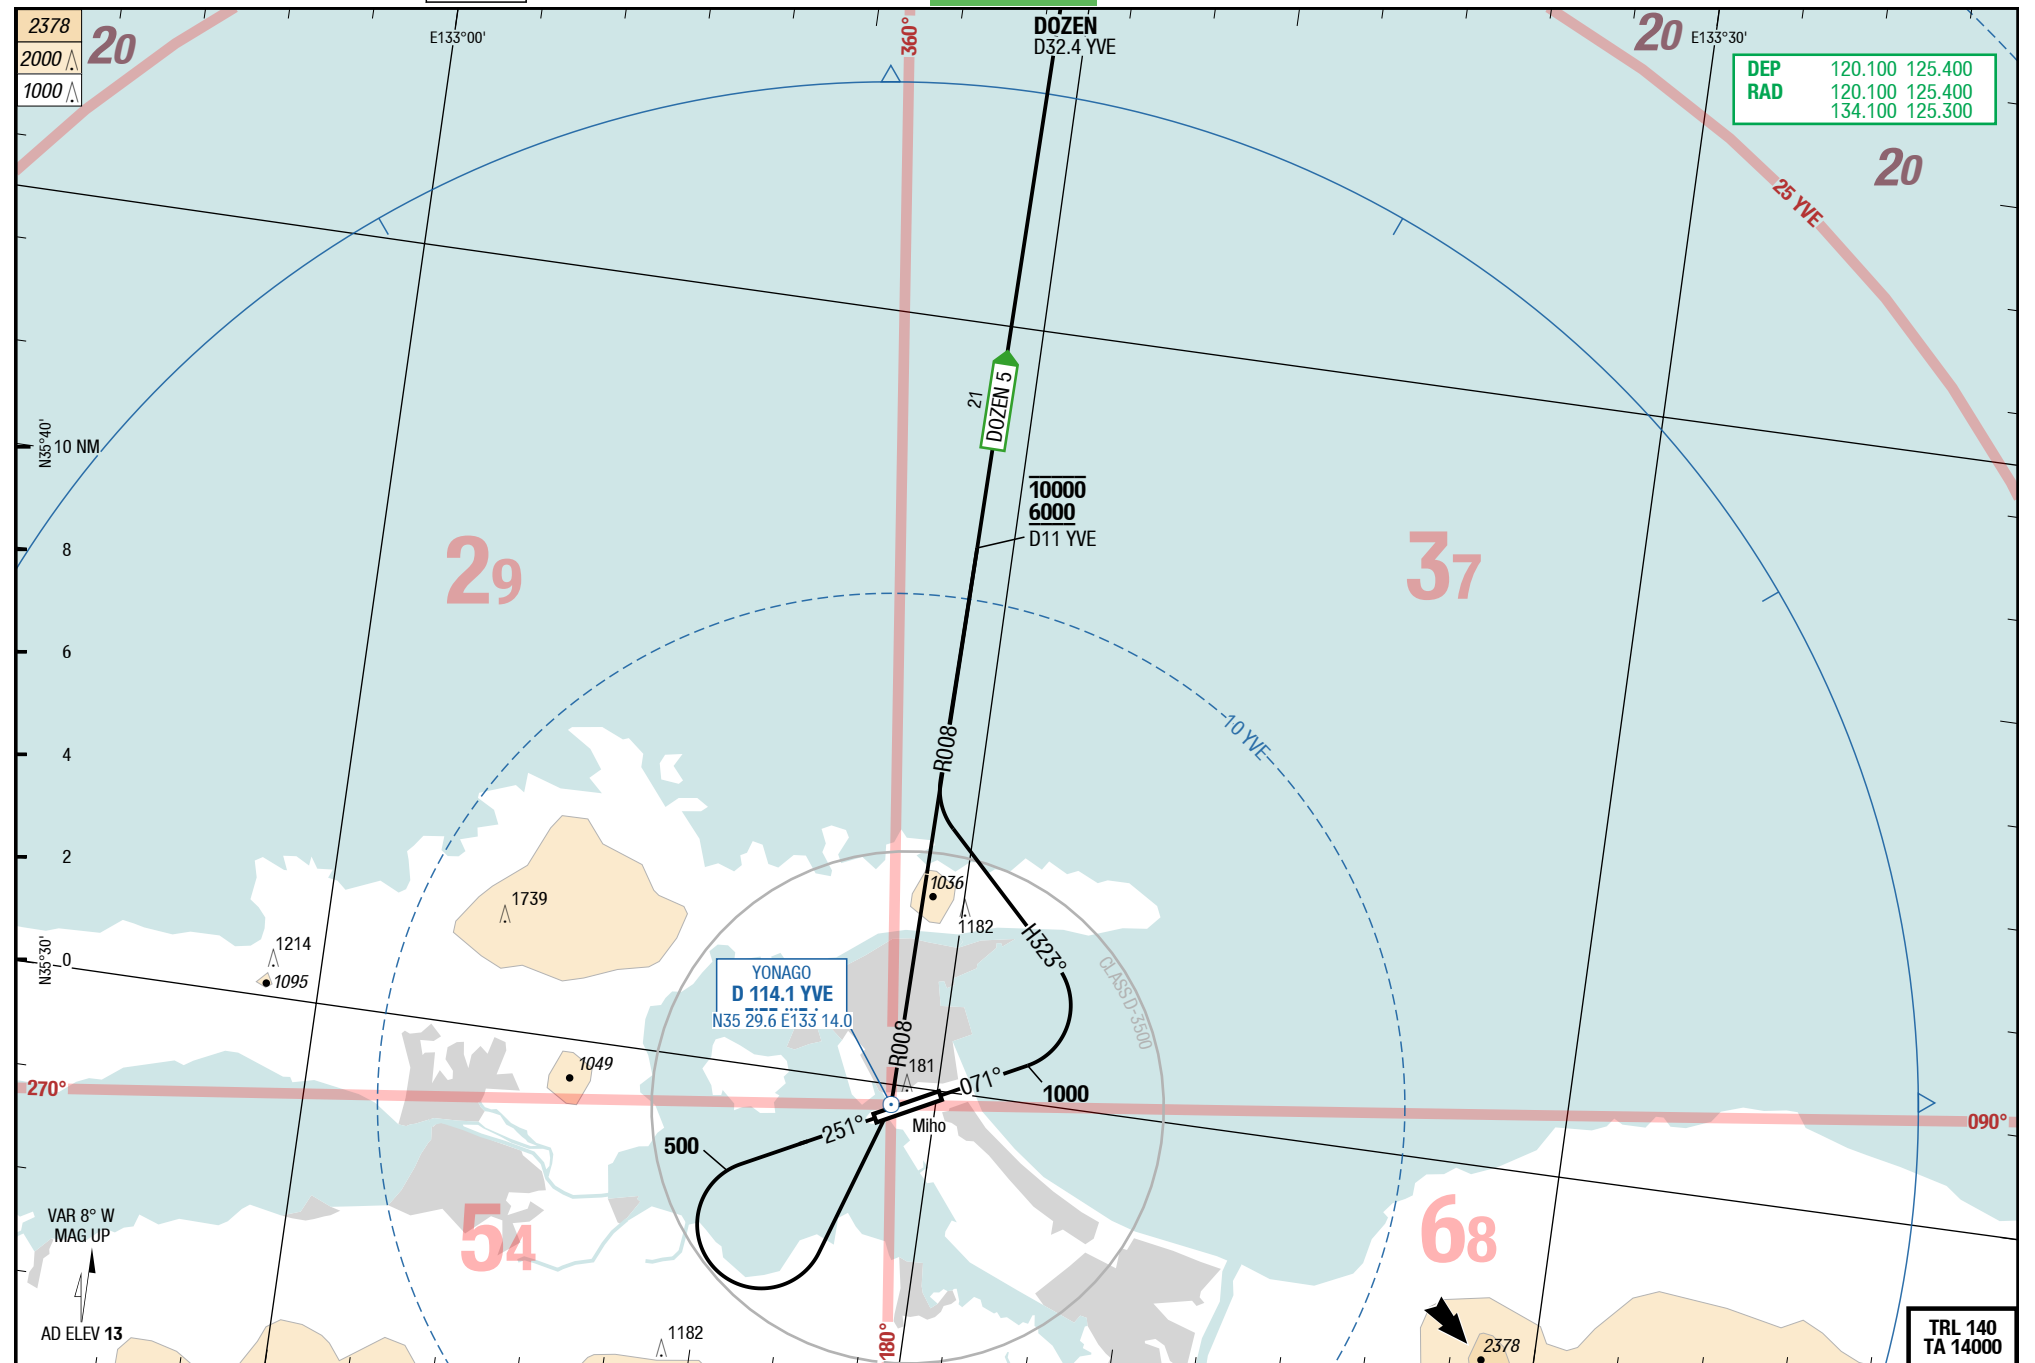 2378
2000
1000
20
E133°00'
360°
DOZEN
D32.4 YVE
20
E133°30'
DEP 120.100 125.400
RAD 120.100 125.400
134.100 125.300
20
25 YVE
21
DOZEN 5
N35°40'
10 NM
10000
6000
D11 YVE
8
29
37
6
R008
10 YVE
4
2
1739
1036
1182
H323°
CLASS D-3500
1214
N35°30'
0
1095
YONAGO
D 114.1 YVE
N35 29.6 E133 14.0
R008
1049
181
071°
1000
270°
Miho
251°
090°
500
VAR 8° W
MAG UP
54
68
AD ELEV 13
1182
180°
2378
TRL 140
TA 14000